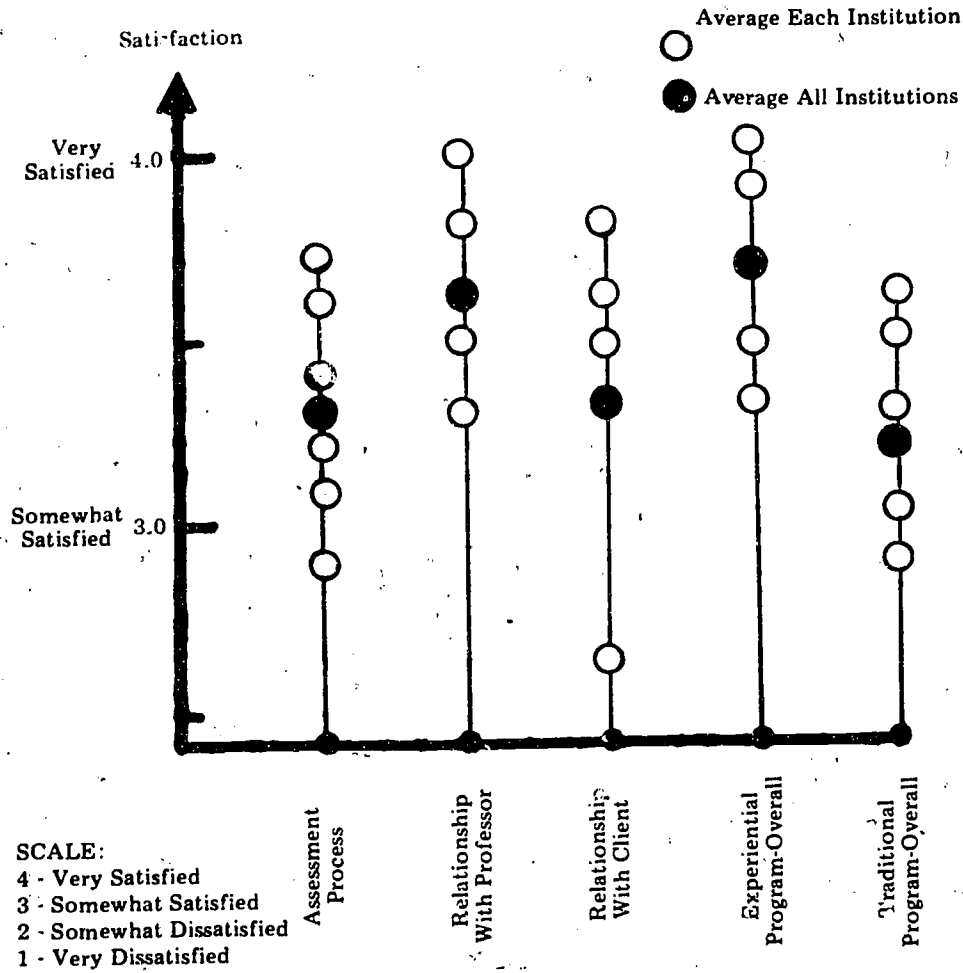 Average Each Institution
Satisfaction
Average All Institutions
Very
Satisfied
4.0
Somewhat
Satisfied
3.0
Assessment
Process
Relationship
With Professor
Relationship
With Client
Experiential
Program-Overall
Traditional
Program-Overall
SCALE:
4 - Very Satisfied
3 - Somewhat Satisfied
2 - Somewhat Dissatisfied
1 - Very Dissatisfied